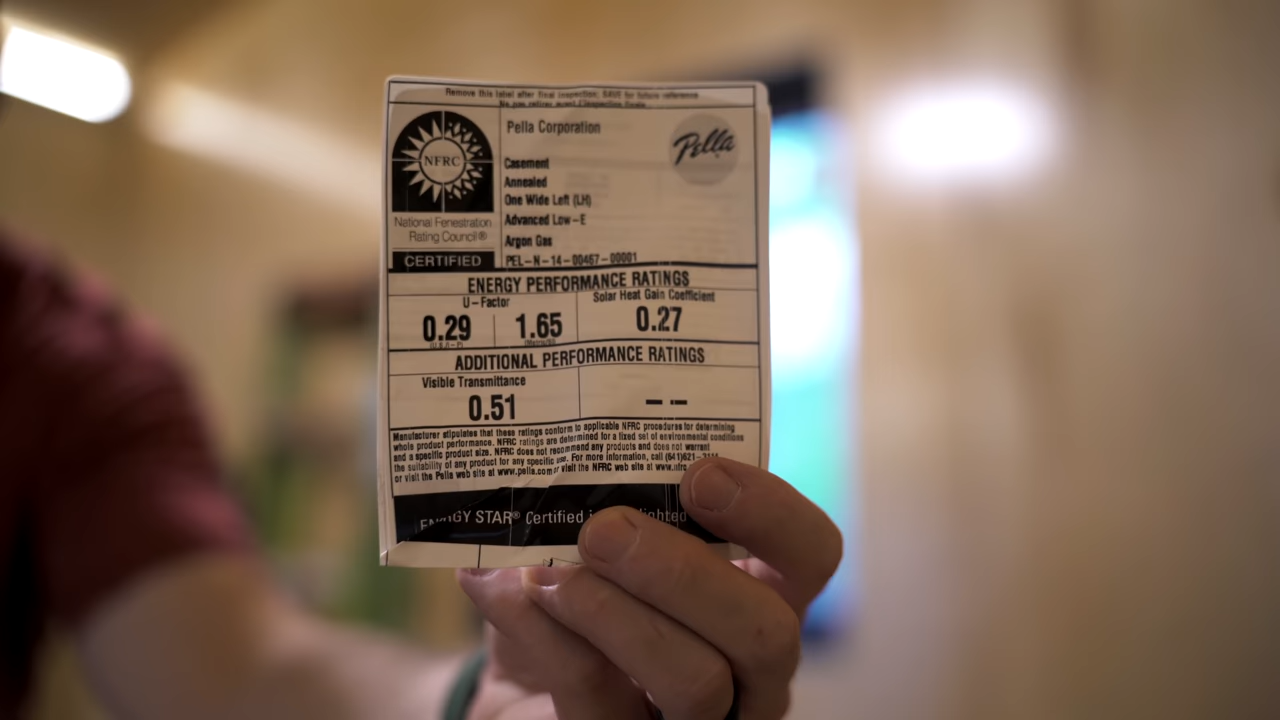 Remove this label after final inspection: SAVE for future reference
Pella Corporation
Pella
NFRC
Casement
Annealed
One Wide Left (LH)
Advanced Low-E
Argon Gas
PEL-N-14-00467-00001
National Fenestration
Rating Council®
CERTIFIED
ENERGY PERFORMANCE RATINGS
U-Factor
Solar Heat Gain Coefficient
0.29
1.65
0.27
ADDITIONAL PERFORMANCE RATINGS
Visible Transmittance
0.51
-- --
Manufacturer stipulates that these ratings conform to applicable NFRC procedures for determining
whole product performance. NFRC ratings are determined for a fixed set of environmental conditions
and a specific product size. NFRC does not recommend any products and does not warrant
the suitability of any product for any specific use. For more information, call (641)621-
or visit the Pella web site at www.pella.com or visit the NFRC web site at
STAR® Certified